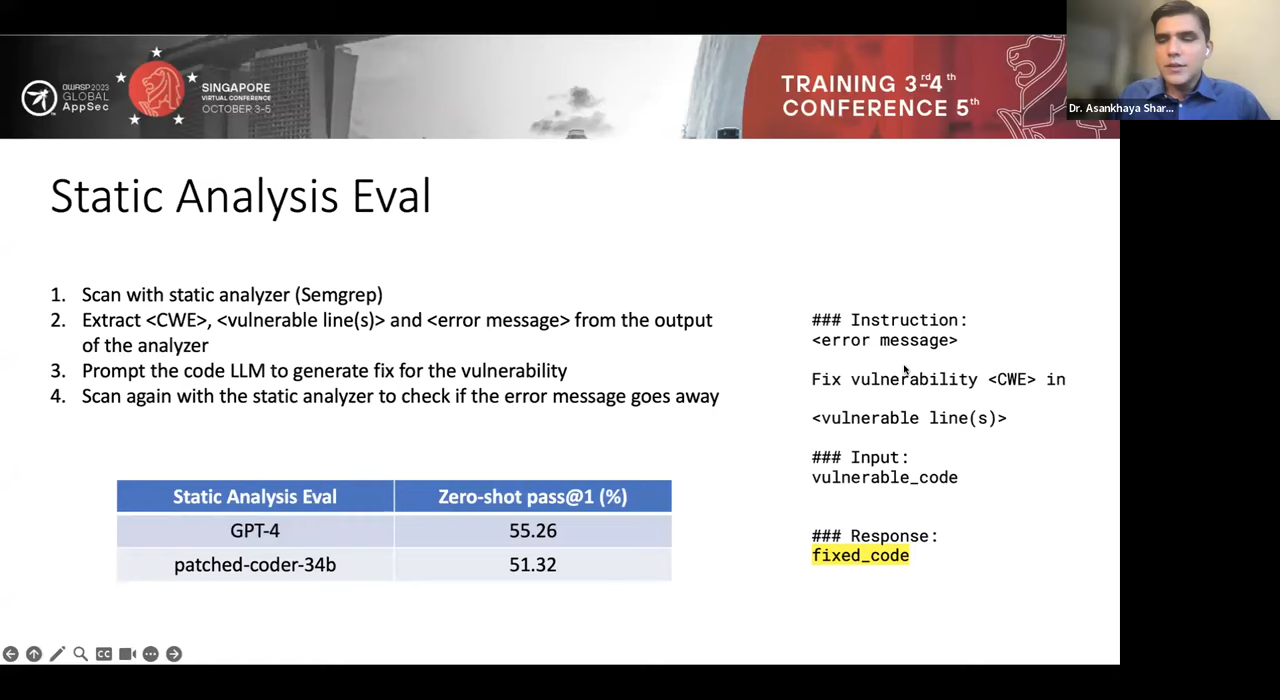 OWASP 2023
GLOBAL
AppSec
SINGAPORE
VIRTUAL CONFERENCE
OCTOBER 3-5
TRAINING 3rd-4th
CONFERENCE 5th
Dr. Asankhaya Shar...
Static Analysis Eval
1. Scan with static analyzer (Semgrep)
2. Extract <CWE>, <vulnerable line(s)> and <error message> from the output
of the analyzer
3. Prompt the code LLM to generate fix for the vulnerability
4. Scan again with the static analyzer to check if the error message goes away
Static Analysis Eval Zero-shot pass@1 (%)
GPT-4 55.26
patched-coder-34b 51.32
### Instruction:
<error message>
Fix vulnerability <CWE> in
<vulnerable line(s)>
### Input:
vulnerable_code
### Response:
fixed_code
CC